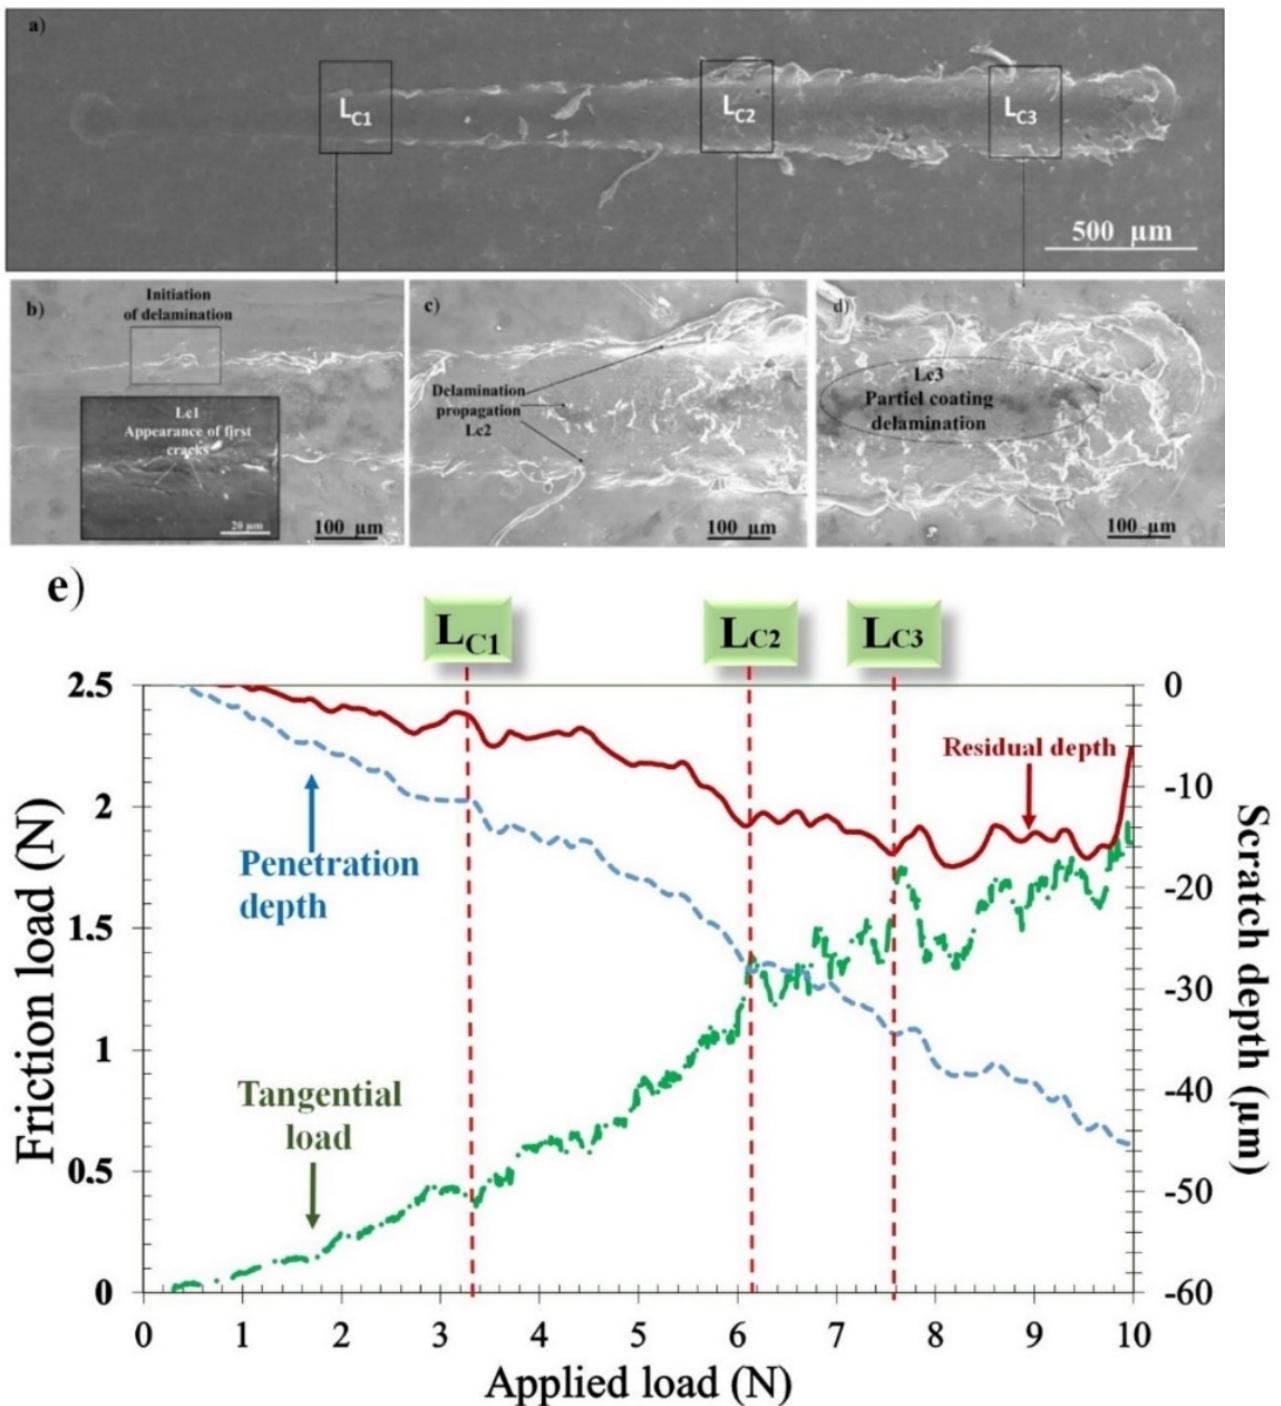 a)
LC1
LC2
LC3
500 µm
b)
Initiation
of delamination
Lc1
Appearance of first
cracks
20 µm
100 µm
c)
Delamination
propagation
Lc2
100 µm
d)
Lc3
Partiel coating
delamination
100 µm
e)
LC1
LC2
LC3
2.5
2
1.5
1
0.5
0
Friction load (N)
0
-10
-20
-30
-40
-50
-60
Scratch depth (µm)
Residual depth
Penetration
depth
Tangential
load
0 1 2 3 4 5 6 7 8 9 10
Applied load (N)